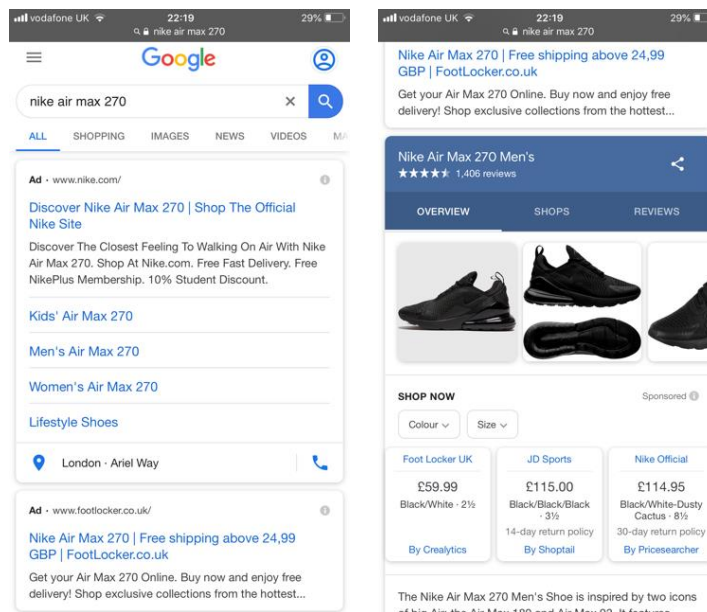 vodafone UK 22:19 29%
nike air max 270
Google
nike air max 270
ALL SHOPPING IMAGES NEWS VIDEOS
Ad · www.nike.com/
Discover Nike Air Max 270 | Shop The Official
Nike Site
Discover The Closest Feeling To Walking On Air With Nike
Air Max 270. Shop At Nike.com. Free Fast Delivery. Free
NikePlus Membership. 10% Student Discount.
Kids' Air Max 270
Men's Air Max 270
Women's Air Max 270
Lifestyle Shoes
London · Ariel Way
Ad · www.footlocker.co.uk/
Nike Air Max 270 | Free shipping above 24,99
GBP | FootLocker.co.uk
Get your Air Max 270 Online. Buy now and enjoy free
delivery! Shop exclusive collections from the hottest...
vodafone UK 22:19 29%
nike air max 270
Nike Air Max 270 | Free shipping above 24,99
GBP | FootLocker.co.uk
Get your Air Max 270 Online. Buy now and enjoy free
delivery! Shop exclusive collections from the hottest...
Nike Air Max 270 Men's
1,406 reviews
OVERVIEW SHOPS REVIEWS
SHOP NOW Sponsored
Colour Size
Foot Locker UK
£59.99
Black/White · 2½
By Crealytics
JD Sports
£115.00
Black/Black/Black
· 3½
14-day return policy
By Shoptail
Nike Official
£114.95
Black/White-Dusty
Cactus · 8½
30-day return policy
By Pricesearcher
The Nike Air Max 270 Men's Shoe is inspired by two icons